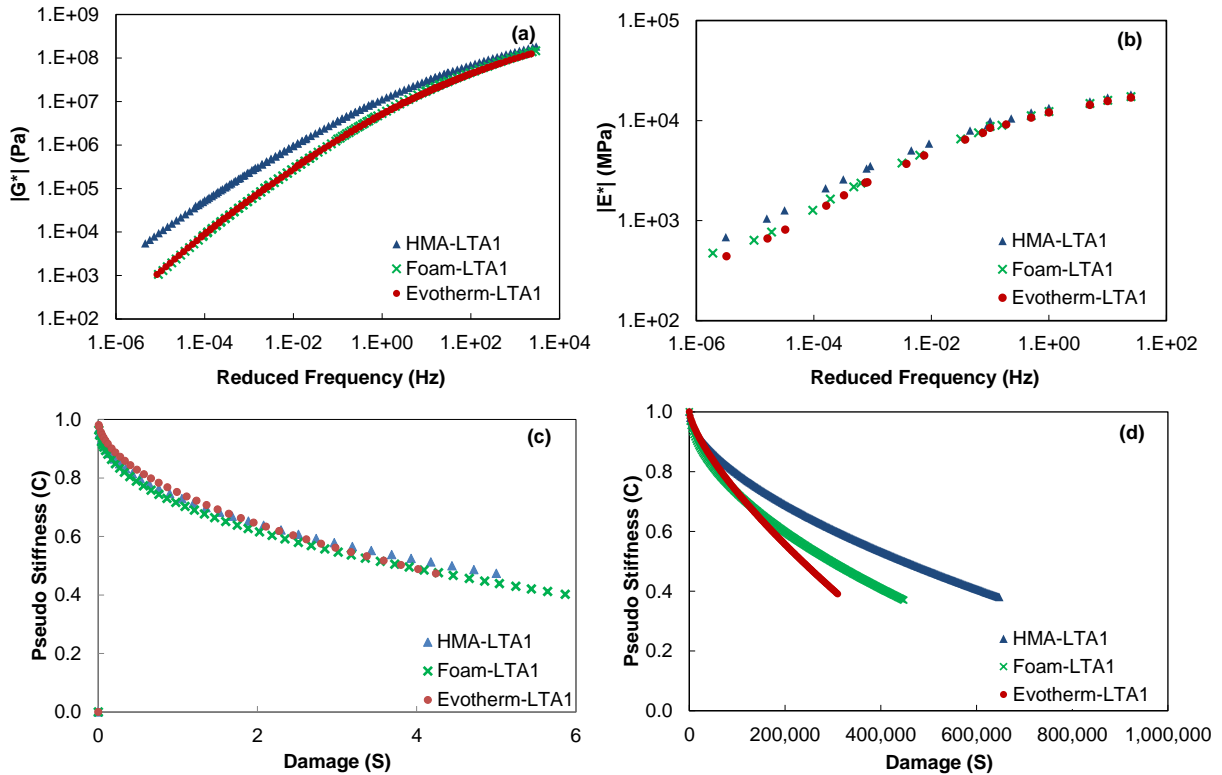 (a)
|G*| (Pa)
1.E+09
1.E+08
1.E+07
1.E+06
1.E+05
1.E+04
1.E+03
1.E+02
HMA-LTA1
Foam-LTA1
Evotherm-LTA1
1.E-06 1.E-04 1.E-02 1.E+00 1.E+02 1.E+04
Reduced Frequency (Hz)
(b)
|E*| (MPa)
1.E+05
1.E+04
1.E+03
1.E+02
HMA-LTA1
Foam-LTA1
Evotherm-LTA1
1.E-06 1.E-04 1.E-02 1.E+00 1.E+02
Reduced Frequency (Hz)
(c)
Pseudo Stiffness (C)
1.0
0.8
0.6
0.4
0.2
0.0
HMA-LTA1
Foam-LTA1
Evotherm-LTA1
0 2 4 6
Damage (S)
(d)
Pseudo Stiffness (C)
1.0
0.8
0.6
0.4
0.2
0.0
HMA-LTA1
Foam-LTA1
Evotherm-LTA1
0 200,000 400,000 600,000 800,000 1,000,000
Damage (S)